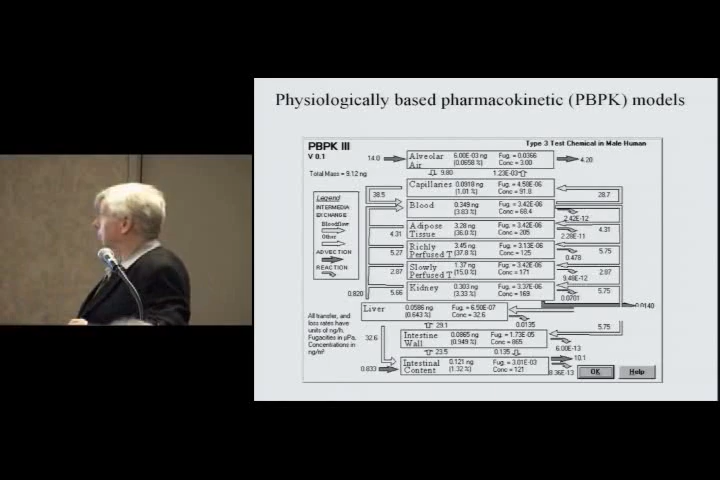 Physiologically based pharmacokinetic (PBPK) models
PBPK III
V 0.1
Type 3 Test Chemical in Male Human
Total Mass = 9.12 ng
14.0
Alveolar Air
6.00E-03 ng
(0.0658 %)
Fug. = 0.0366
Conc = 3.00
4.20
9.80
1.23E-03
Legend
INTERMEDIA
EXCHANGE
Bloodflow
Other
ADVECTION
REACTION
38.5
Capillaries
0.0918 ng
(1.01 %)
Fug. = 4.58E-06
Conc = 91.8
28.7
Blood
0.349 ng
(3.83 %)
Fug. = 3.42E-06
Conc = 68.4
2.42E-12
4.31
Adipose
Tissue
3.28 ng
(36.0 %)
Fug. = 3.42E-06
Conc = 205
4.31
2.28E-11
5.27
Richly
Perfused T
3.45 ng
(37.8 %)
Fug. = 3.13E-06
Conc = 125
5.75
0.478
2.87
Slowly
Perfused T
1.37 ng
(15.0 %)
Fug. = 3.42E-06
Conc = 171
2.87
9.48E-12
0.820
5.66
Kidney
0.303 ng
(3.33 %)
Fug. = 3.37E-06
Conc = 169
5.75
0.0701
0.0140
Liver
0.0586 ng
(0.643 %)
Fug. = 6.50E-07
Conc = 32.6
0.0135
5.75
29.1
All transfer, and
loss rates have
units of ng/h.
Fugacities in µPa.
Concentrations in
ng/m³
32.6
Intestine
Wall
0.0865 ng
(0.949 %)
Fug. = 1.73E-05
Conc = 865
6.00E-13
23.5
0.135
0.833
Intestinal
Content
0.121 ng
(1.32 %)
Fug. = 3.01E-03
Conc = 121
10.1
8.36E-13
OK
Help